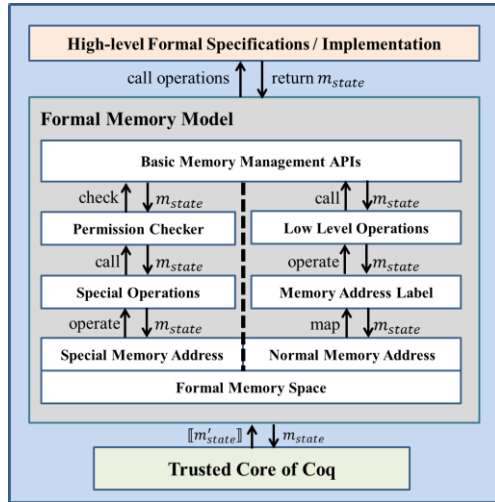 High-level Formal Specifications / Implementation
call operations return m_state
Formal Memory Model
Basic Memory Management APIs
check m_state call m_state
Permission Checker Low Level Operations
call m_state operate m_state
Special Operations Memory Address Label
operate m_state map m_state
Special Memory Address Normal Memory Address
Formal Memory Space
⟦m'_state⟧ m_state
Trusted Core of Coq